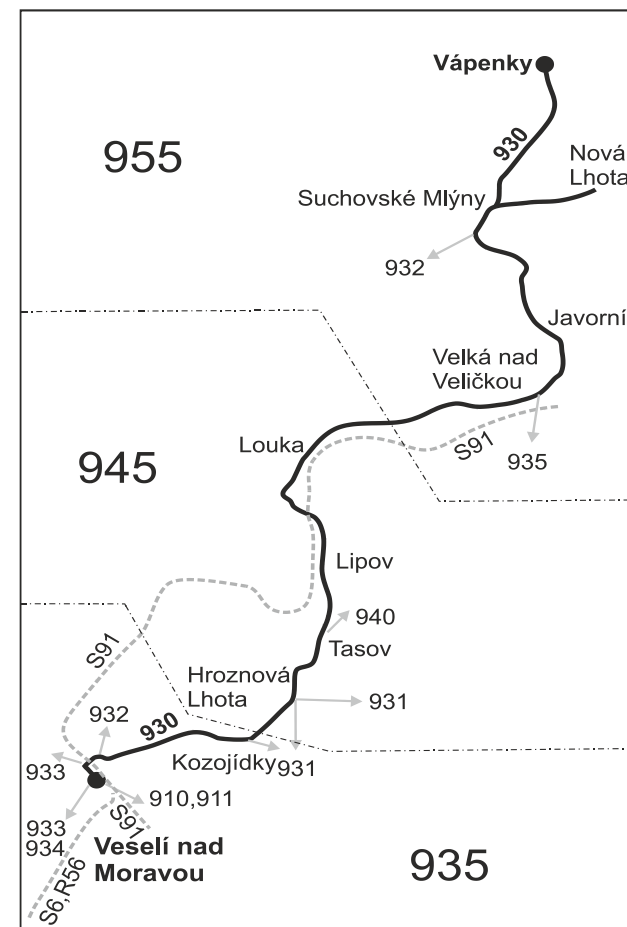 Vápenky
955
930
Nová
Lhota
Suchovské Mlýny
932
Javorní
Velká nad
Veličkou
Louka
S91
935
945
Lipov
940
Tasov
S91
Hroznová
Lhota
931
932
930
Kozojídky
931
933
910,911
S91
933
934
Veselí nad
Moravou
935
S6,R56